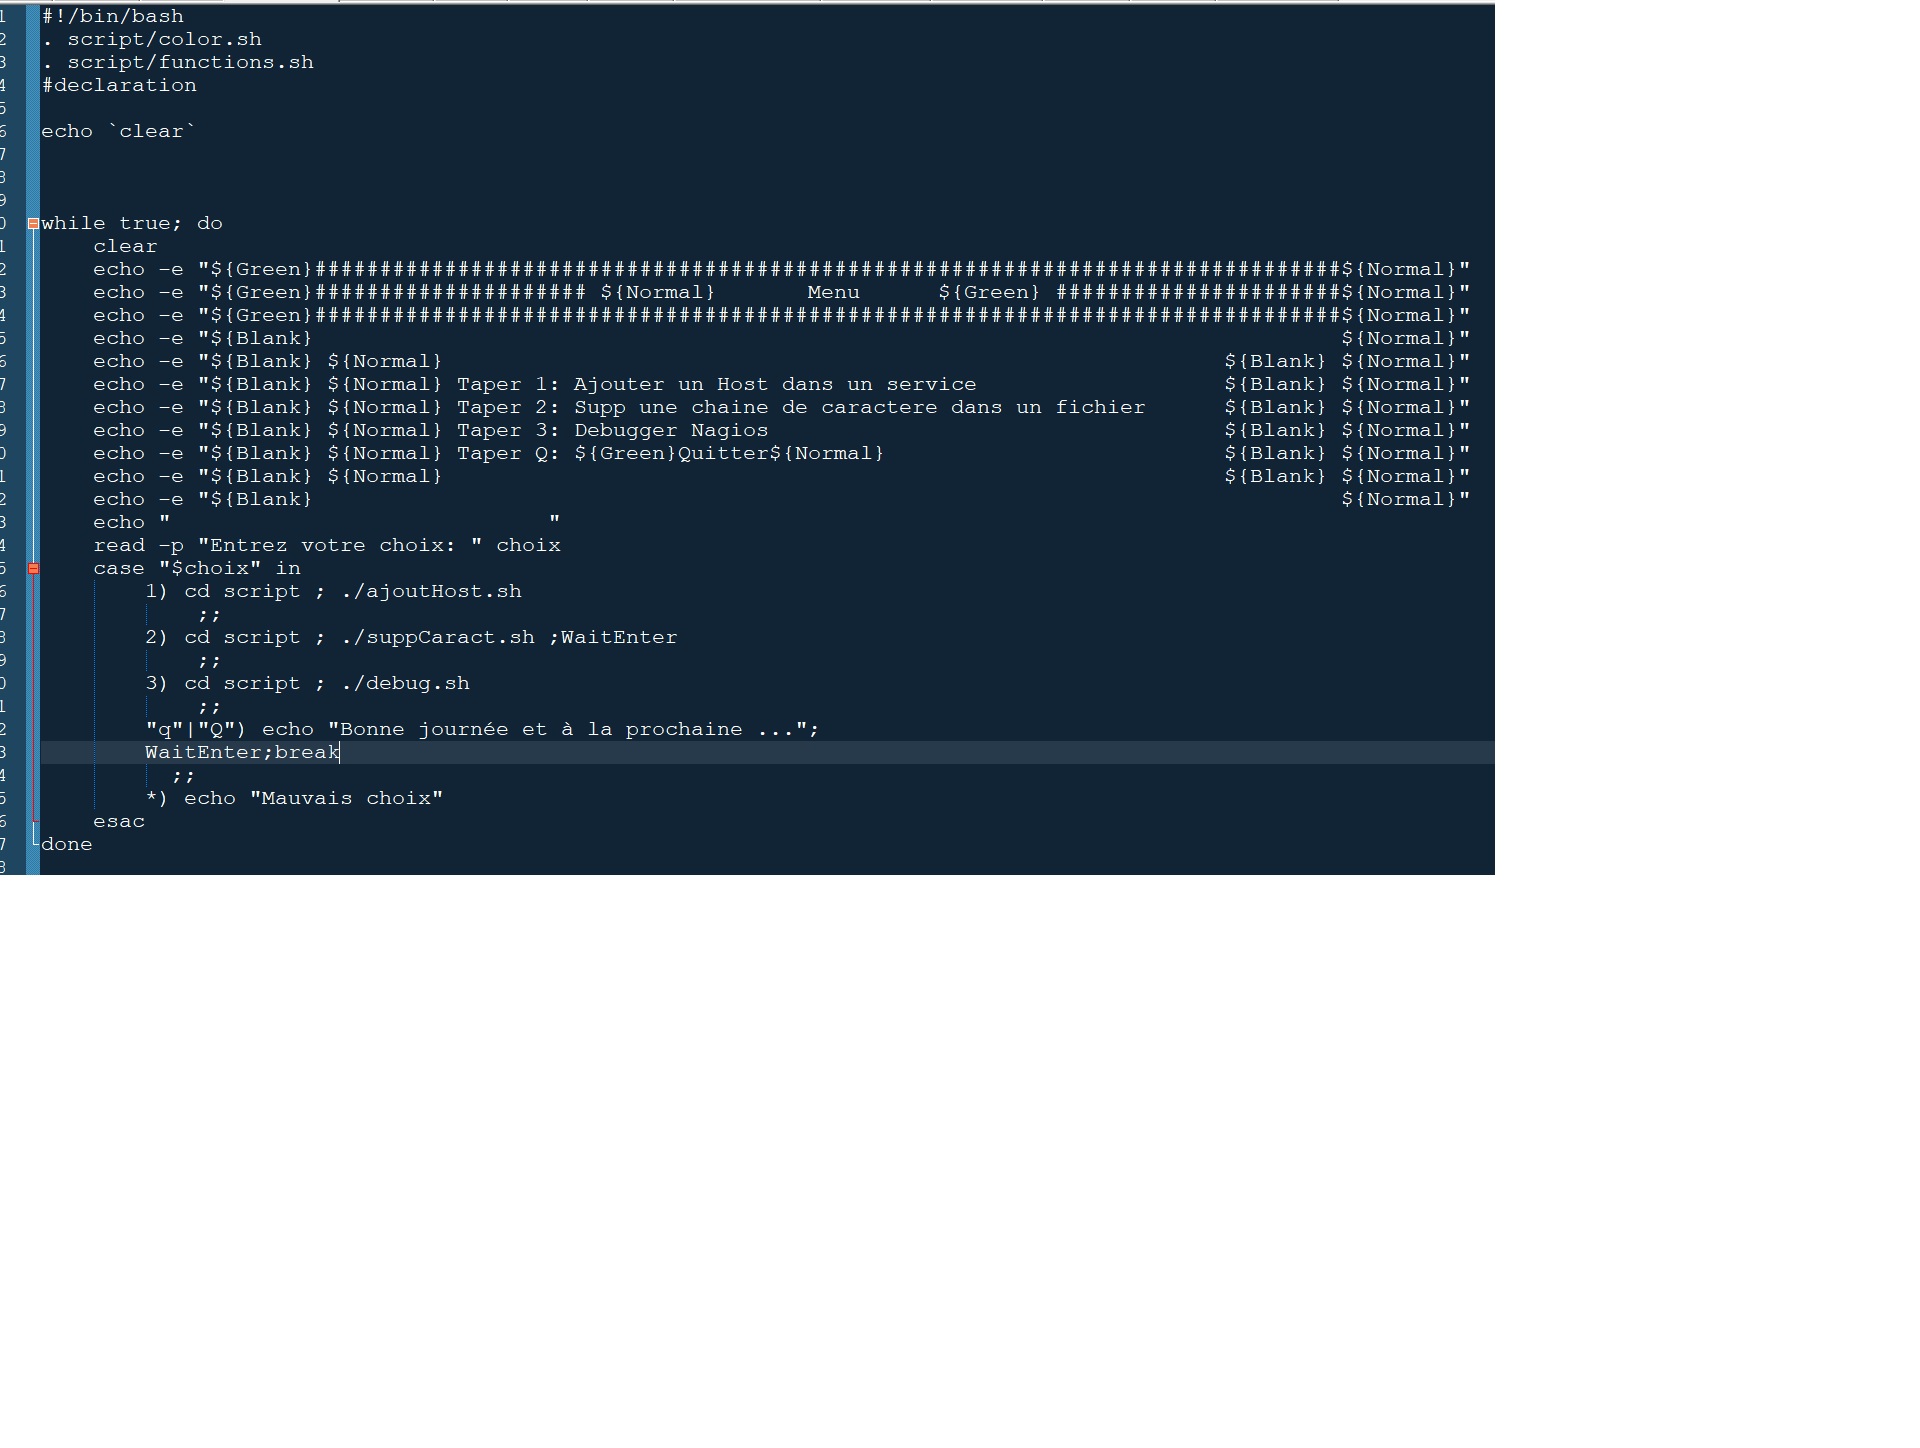 1 #!/bin/bash
2 . script/color.sh
3 . script/functions.sh
4 #declaration
5
6 echo `clear`
7
8
9
0 while true; do
1     clear
2     echo -e "${Green}###############################################################################${Normal}"
3     echo -e "${Green}##################### ${Normal}       Menu      ${Green} ######################${Normal}"
4     echo -e "${Green}###############################################################################${Normal}"
5     echo -e "${Blank}                                                                               ${Normal}"
6     echo -e "${Blank} ${Normal}                                                            ${Blank} ${Normal}"
7     echo -e "${Blank} ${Normal} Taper 1: Ajouter un Host dans un service                   ${Blank} ${Normal}"
8     echo -e "${Blank} ${Normal} Taper 2: Supp une chaine de caractere dans un fichier      ${Blank} ${Normal}"
9     echo -e "${Blank} ${Normal} Taper 3: Debugger Nagios                                   ${Blank} ${Normal}"
0     echo -e "${Blank} ${Normal} Taper Q: ${Green}Quitter${Normal}                          ${Blank} ${Normal}"
1     echo -e "${Blank} ${Normal}                                                            ${Blank} ${Normal}"
2     echo -e "${Blank}                                                                               ${Normal}"
3     echo "                             "
4     read -p "Entrez votre choix: " choix
5     case "$choix" in
6         1) cd script ; ./ajoutHost.sh
7             ;;
8         2) cd script ; ./suppCaract.sh ;WaitEnter
9             ;;
0         3) cd script ; ./debug.sh
1             ;;
2         "q"|"Q") echo "Bonne journée et à la prochaine ...";
3         WaitEnter;break
4           ;;
5         *) echo "Mauvais choix"
6     esac
7 done
8